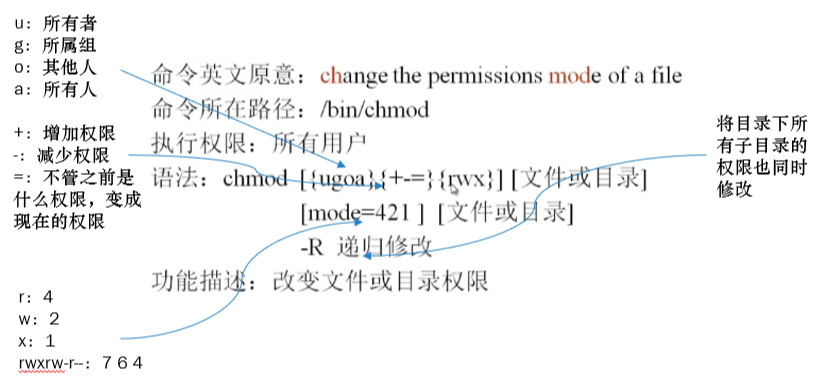 u：所有者
g：所属组
o：其他人
a：所有人
+：增加权限
-：减少权限
=：不管之前是
什么权限，变成
现在的权限
r：4
w：2
x：1
rwxrw-r--：7 6 4
命令英文原意：change the permissions mode of a file
命令所在路径：/bin/chmod
执行权限：所有用户
语法：chmod [{ugoa}{+-=}{rwx}] [文件或目录]
[mode=421 ] [文件或目录]
-R 递归修改
功能描述：改变文件或目录权限
将目录下所
有子目录的
权限也同时
修改